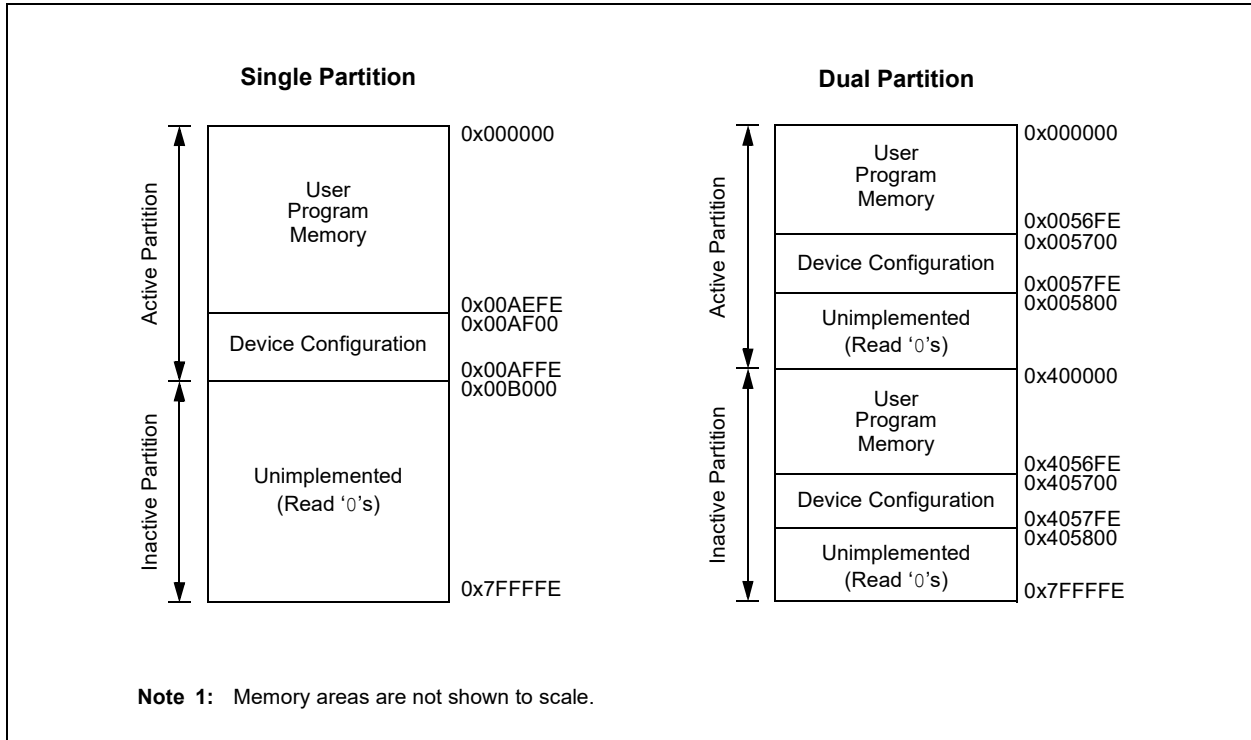 Single Partition
Active Partition
Inactive Partition
User
Program
Memory
Device Configuration
Unimplemented
(Read ‘0’s)
0x000000
0x00AEFE
0x00AF00
0x00AFFE
0x00B000
0x7FFFFE
Dual Partition
Active Partition
Inactive Partition
User
Program
Memory
Device Configuration
Unimplemented
(Read ‘0’s)
User
Program
Memory
Device Configuration
Unimplemented
(Read ‘0’s)
0x000000
0x0056FE
0x005700
0x0057FE
0x005800
0x400000
0x4056FE
0x405700
0x4057FE
0x405800
0x7FFFFE
Note 1: Memory areas are not shown to scale.